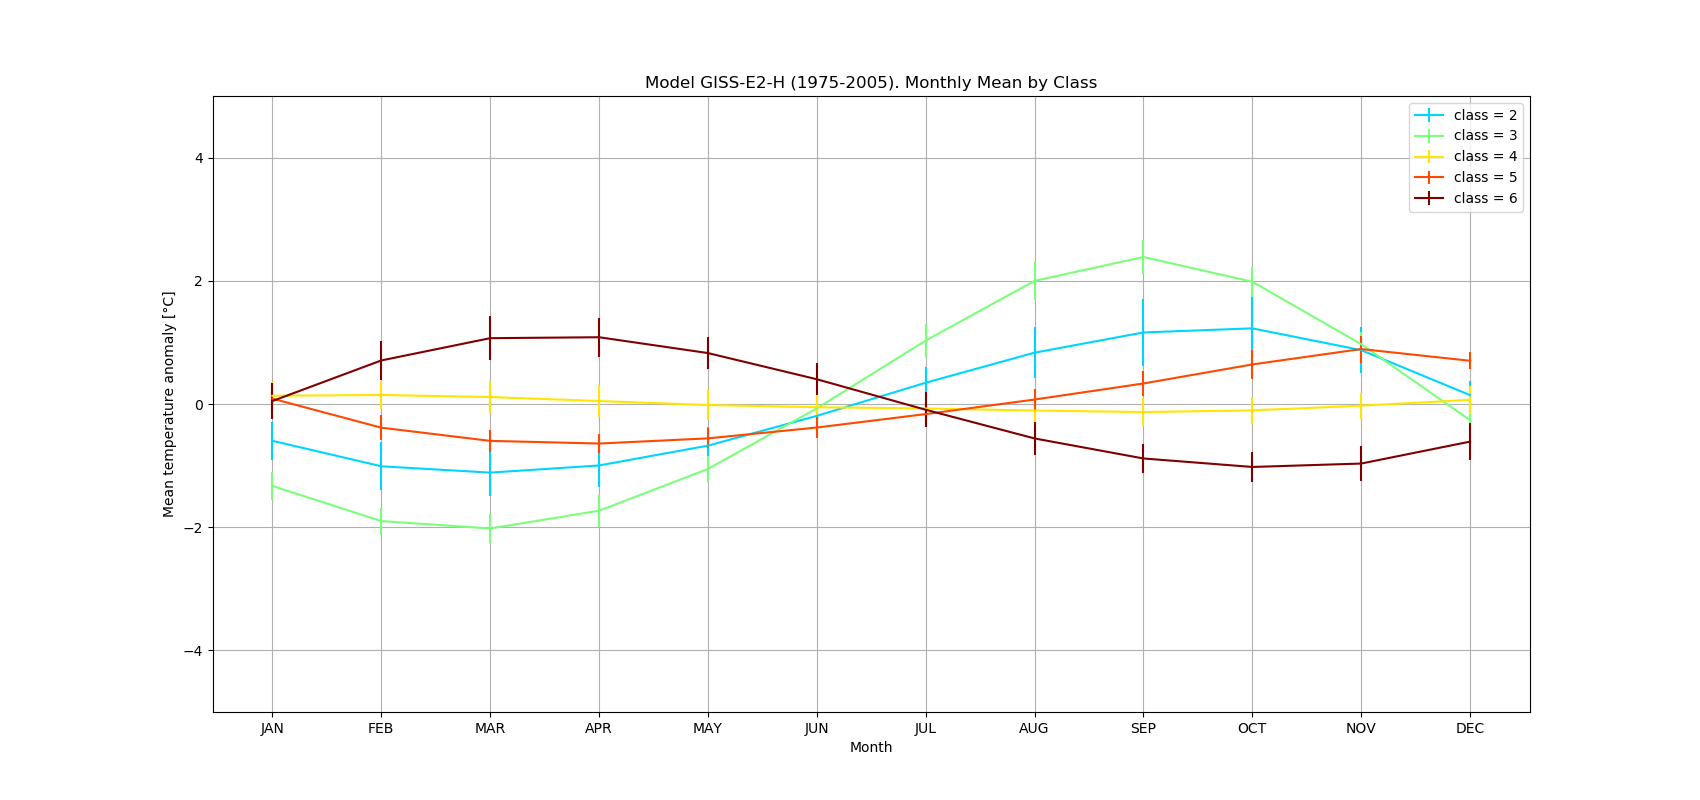 Model GISS-E2-H (1975-2005). Monthly Mean by Class
class = 2
class = 3
class = 4
class = 5
class = 6
Mean temperature anomaly [°C]
4
2
0
−2
−4
JAN FEB MAR APR MAY JUN JUL AUG SEP OCT NOV DEC
Month